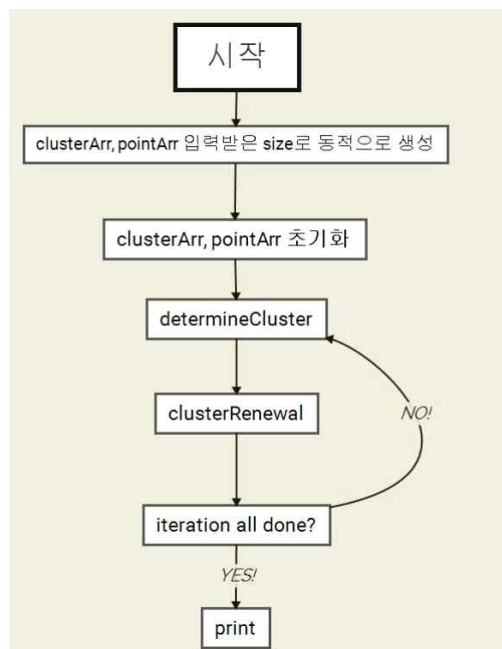 시작
clusterArr, pointArr 입력받은 size로 동적으로 생성
clusterArr, pointArr 초기화
determineCluster
clusterRenewal
NO!
iteration all done?
YES!
print